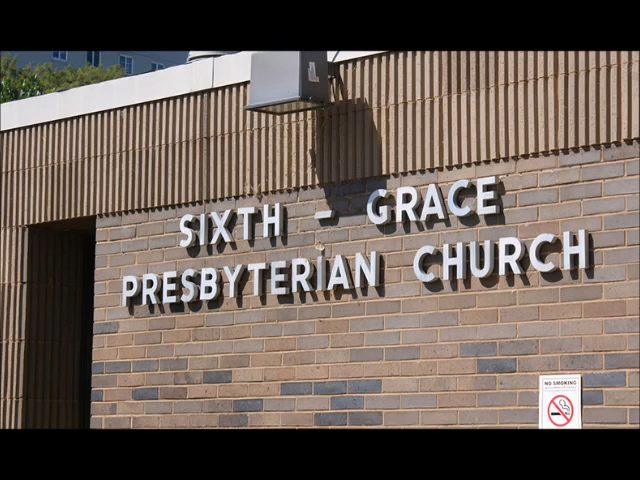 SIXTH - GRACE
PRESBYTERIAN CHURCH
NO SMOKING